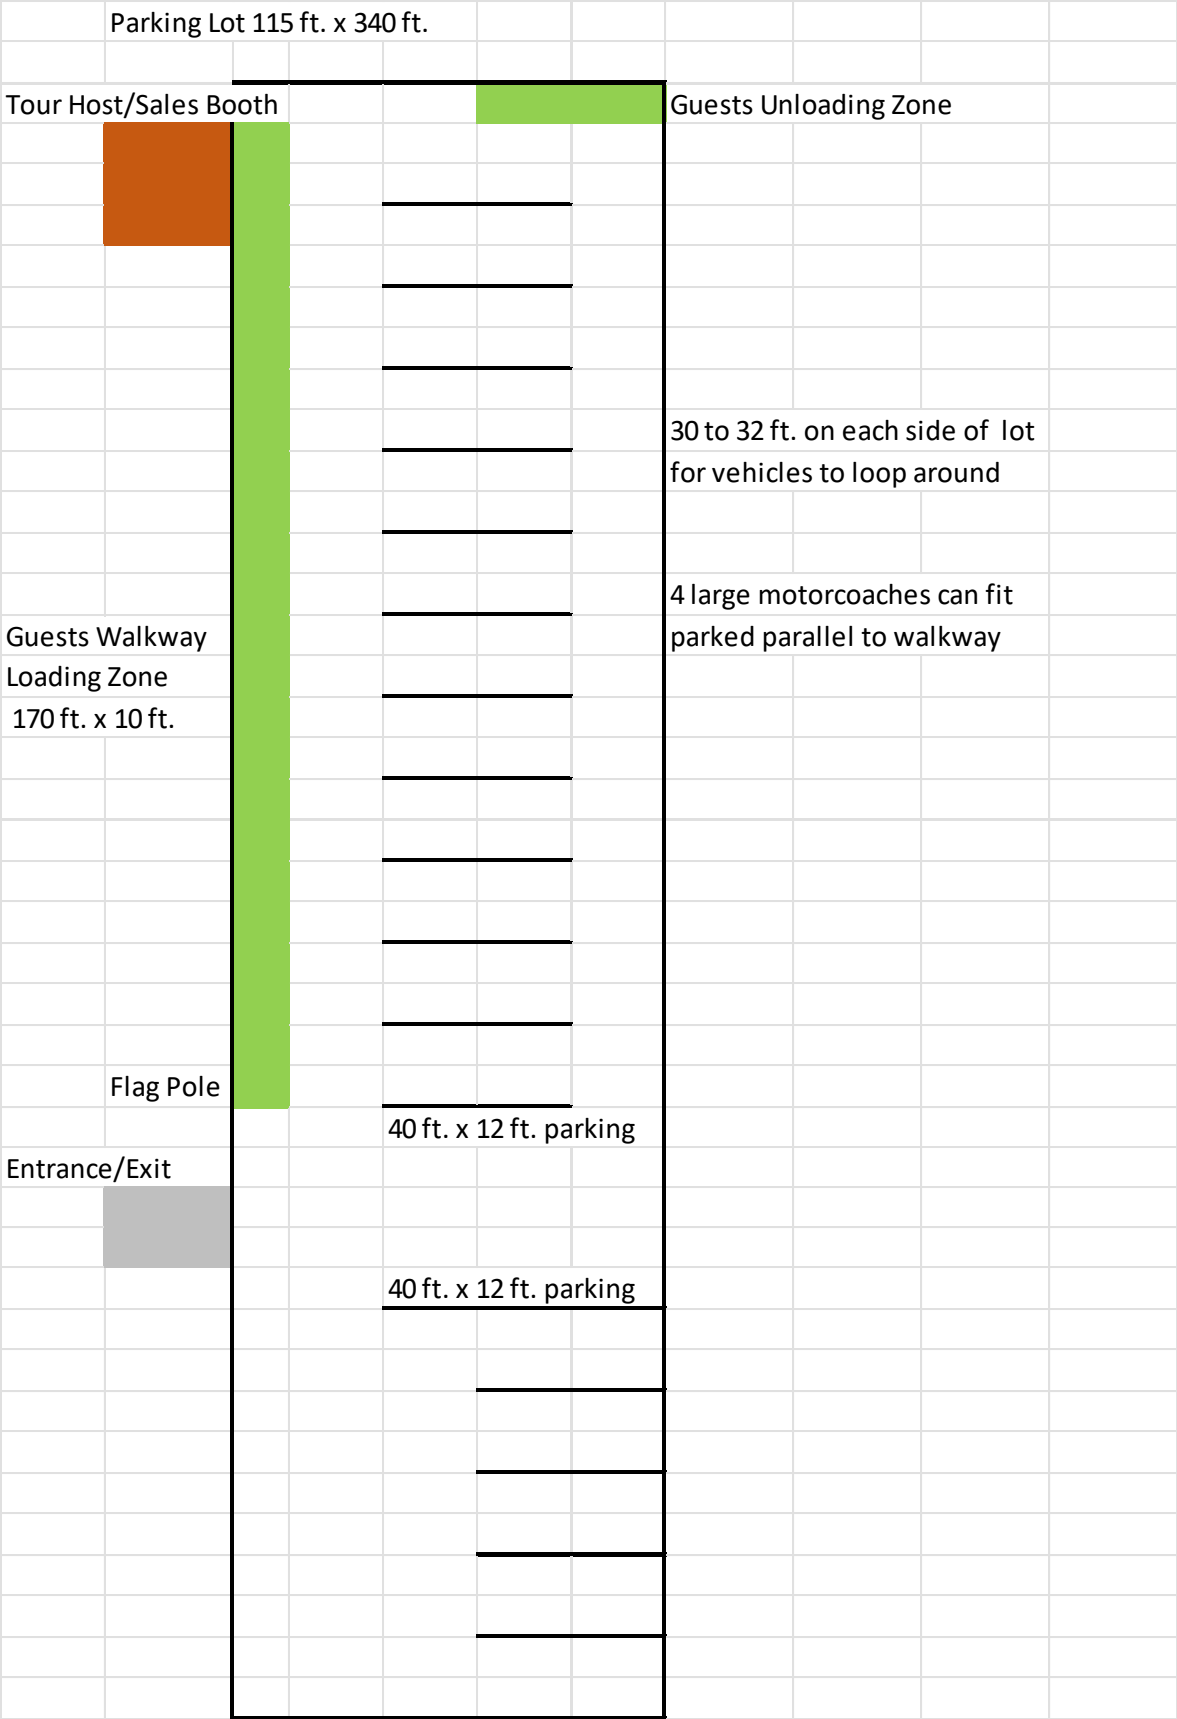 Parking Lot 115 ft. x 340 ft.
Tour Host/Sales Booth
Guests Unloading Zone
30 to 32 ft. on each side of  lot
for vehicles to loop around
4 large motorcoaches can fit
parked parallel to walkway
Guests Walkway
Loading Zone
170 ft. x 10 ft.
Flag Pole
40 ft. x 12 ft. parking
Entrance/Exit
40 ft. x 12 ft. parking